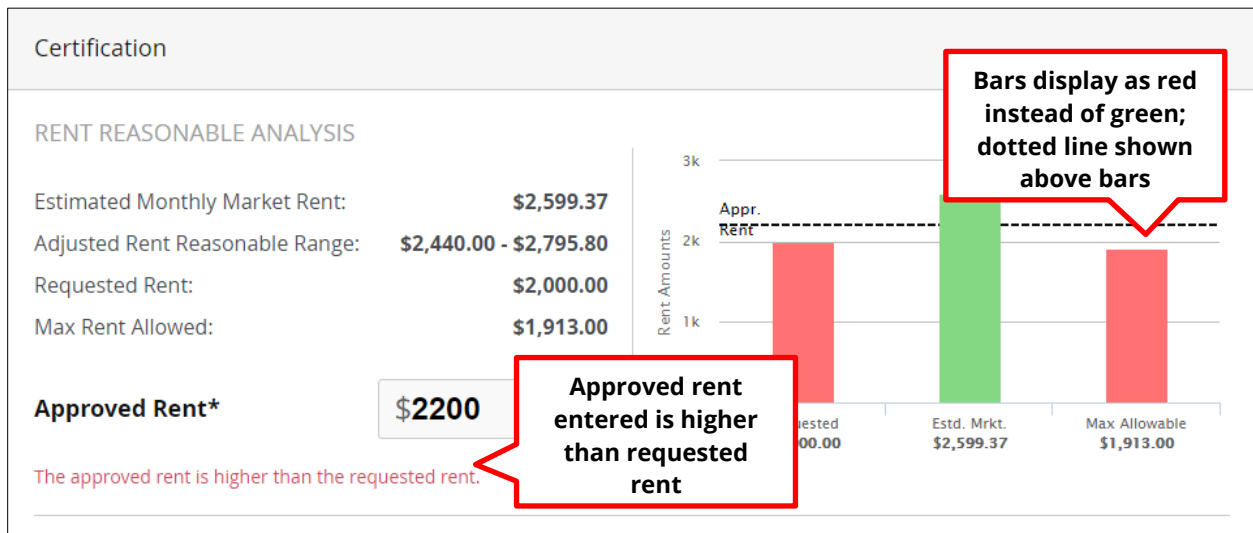 Certification
RENT REASONABLE ANALYSIS
Estimated Monthly Market Rent: $2,599.37
Adjusted Rent Reasonable Range: $2,440.00 - $2,795.80
Requested Rent: $2,000.00
Max Rent Allowed: $1,913.00
Approved Rent* $2200
The approved rent is higher than the requested rent.
Approved rent
entered is higher
than requested
rent
Bars display as red
instead of green;
dotted line shown
above bars
Rent Amounts
3k
2k
1k
Appr.
Rent
uested
00.00
Estd. Mrkt.
$2,599.37
Max Allowable
$1,913.00